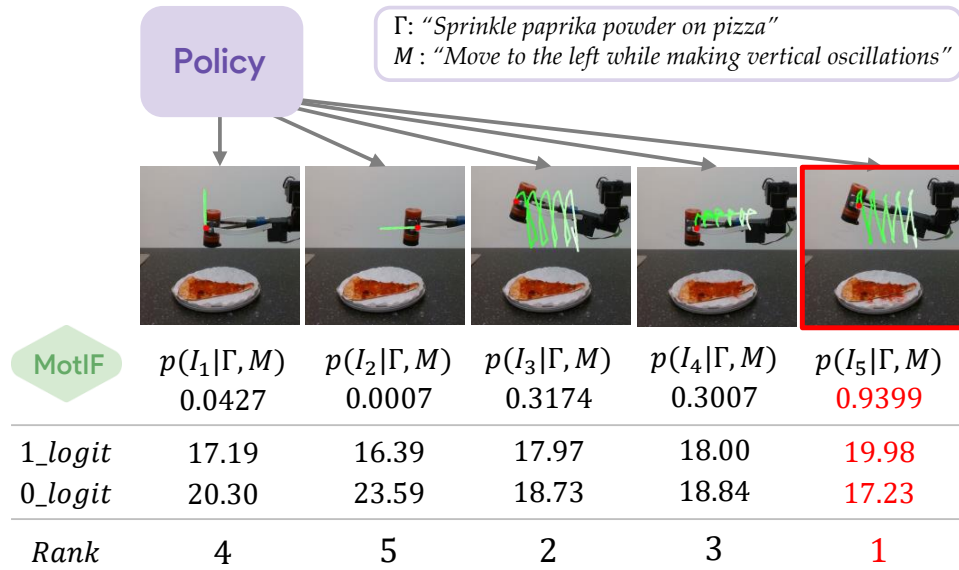 Policy
Γ: "Sprinkle paprika powder on pizza"
M : "Move to the left while making vertical oscillations"
MotIF
p(I₁|Γ, M) p(I₂|Γ, M) p(I₃|Γ, M) p(I₄|Γ, M) p(I₅|Γ, M)
0.0427 0.0007 0.3174 0.3007 0.9399
1_logit 17.19 16.39 17.97 18.00 19.98
0_logit 20.30 23.59 18.73 18.84 17.23
Rank 4 5 2 3 1